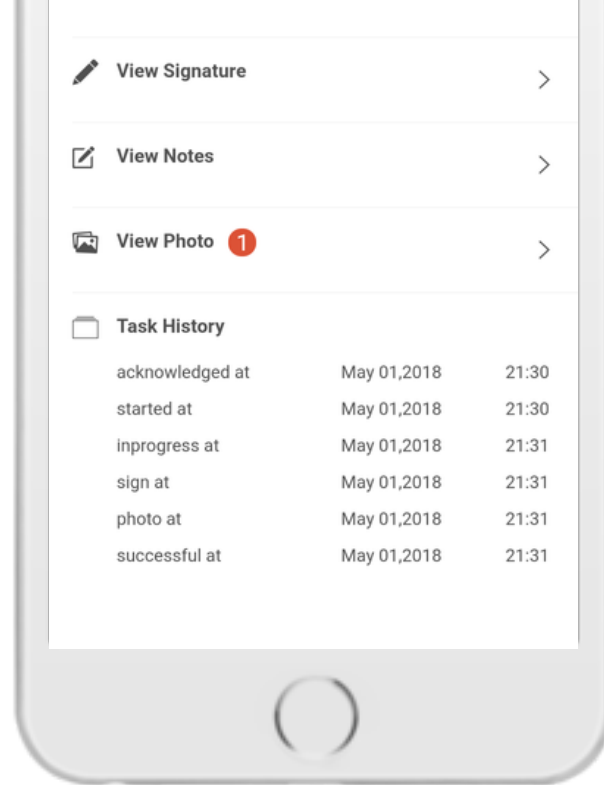 View Signature
View Notes
View Photo 1
Task History
acknowledged at May 01,2018 21:30
started at May 01,2018 21:30
inprogress at May 01,2018 21:31
sign at May 01,2018 21:31
photo at May 01,2018 21:31
successful at May 01,2018 21:31